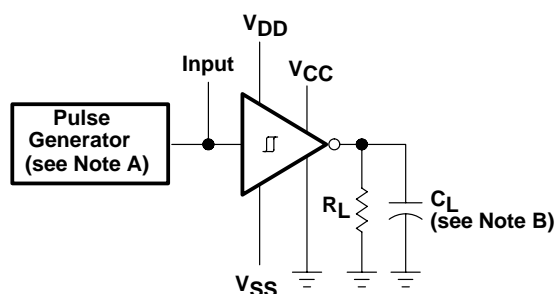 VDD
Input
VCC
Pulse
Generator
(see Note A)
RL
CL
(see Note B)
VSS